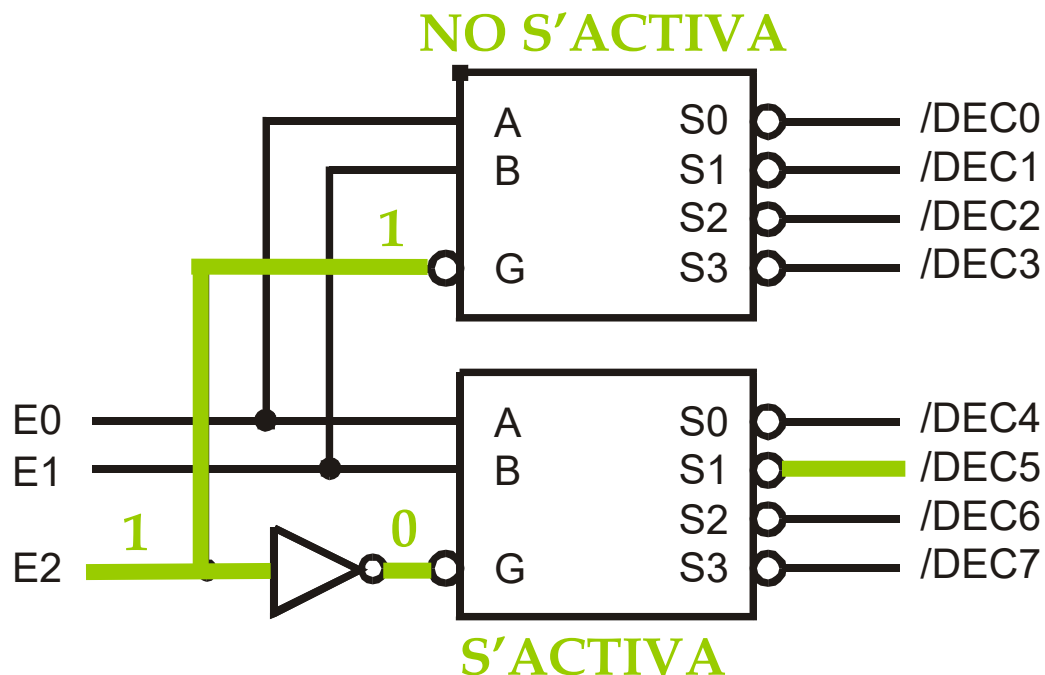 NO S’ACTIVA
A S0 /DEC0
B S1 /DEC1
S2 /DEC2
1
G S3 /DEC3
E0 A S0 /DEC4
E1 B S1 /DEC5
S2 /DEC6
1 0
E2 G S3 /DEC7
S’ACTIVA